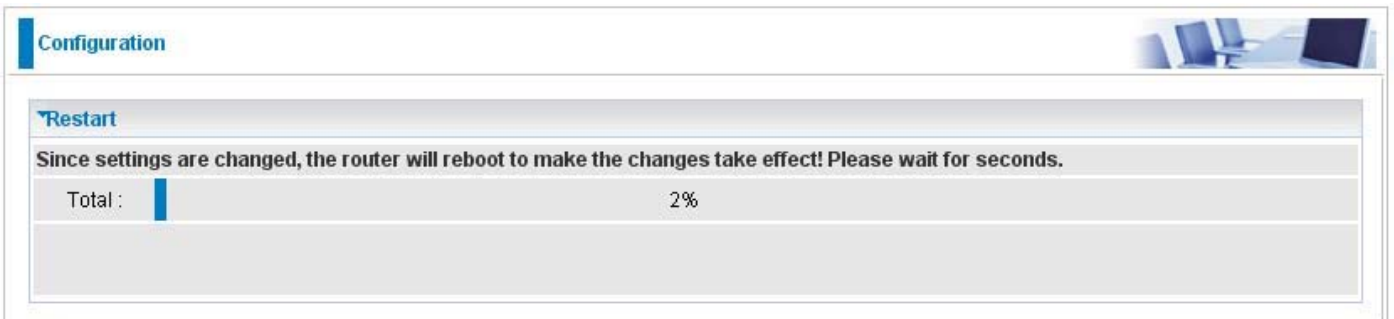 Configuration
Restart
Since settings are changed, the router will reboot to make the changes take effect! Please wait for seconds.
Total : 2%